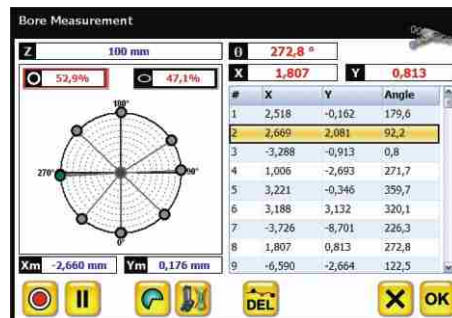 Bore Measurement
Z 100 mm θ 272,8 °
52,9% 47,1% X 1,807 Y 0,813
# X Y Angle
1 2,518 -0,162 179,6
2 2,669 2,081 92,2
3 -3,288 -0,913 0,8
4 1,006 -2,693 271,7
5 3,221 -0,346 359,7
6 3,188 3,132 320,1
7 -3,726 -8,701 226,3
8 1,807 0,813 272,8
9 -6,590 -2,664 122,5
180°
270° 90°
0°
Xm -2,660 mm Ym 0,176 mm
DEL OK